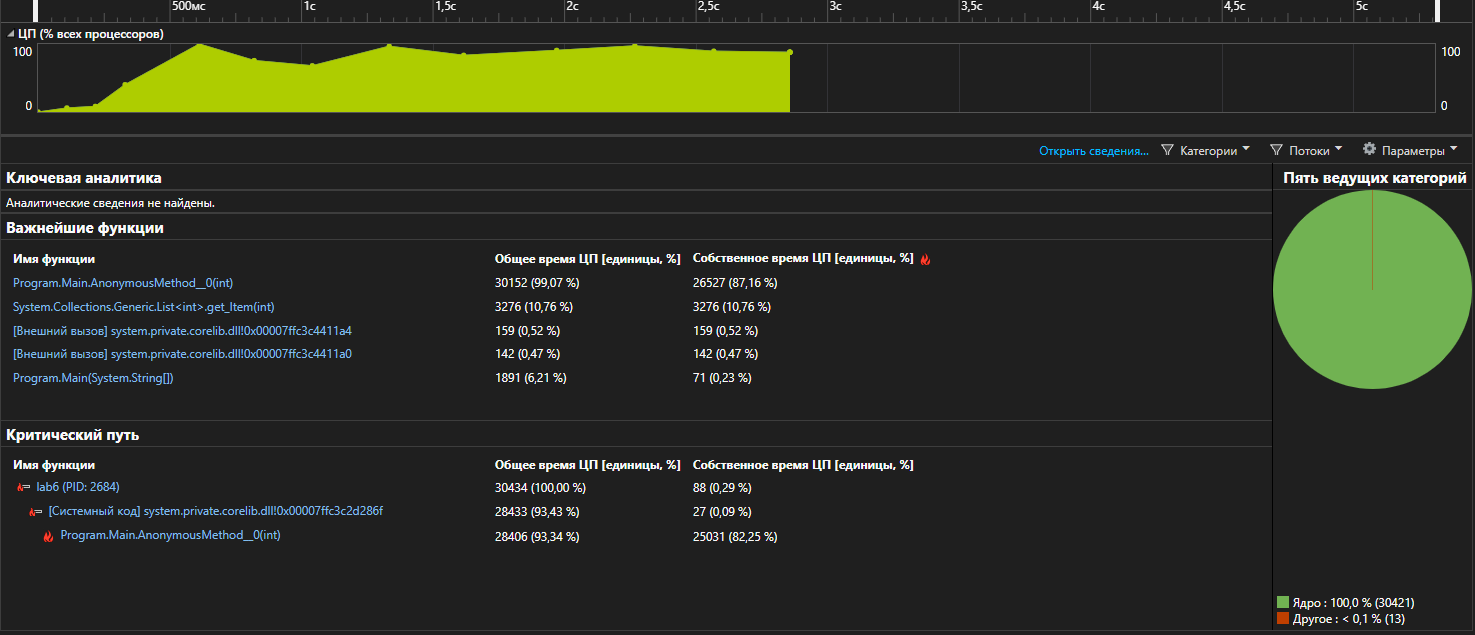 500мс 1с 1,5с 2с 2,5с 3с 3,5с 4с 4,5с 5с
ЦП (% всех процессоров)
100 100
0 0
Открыть сведения... Категории Потоки Параметры
Ключевая аналитика Пять ведущих категорий
Аналитические сведения не найдены.
Важнейшие функции
Имя функции Общее время ЦП [единицы, %] Собственное время ЦП [единицы, %]
Program.Main.AnonymousMethod__0(int) 30152 (99,07 %) 26527 (87,16 %)
System.Collections.Generic.List<int>.get_Item(int) 3276 (10,76 %) 3276 (10,76 %)
[Внешний вызов] system.private.corelib.dll!0x00007ffc3c4411a4 159 (0,52 %) 159 (0,52 %)
[Внешний вызов] system.private.corelib.dll!0x00007ffc3c4411a0 142 (0,47 %) 142 (0,47 %)
Program.Main(System.String[]) 1891 (6,21 %) 71 (0,23 %)
Критический путь
Имя функции Общее время ЦП [единицы, %] Собственное время ЦП [единицы, %]
lab6 (PID: 2684) 30434 (100,00 %) 88 (0,29 %)
[Системный код] system.private.corelib.dll!0x00007ffc3c2d286f 28433 (93,43 %) 27 (0,09 %)
Program.Main.AnonymousMethod__0(int) 28406 (93,34 %) 25031 (82,25 %)
Ядро : 100,0 % (30421)
Другое : < 0,1 % (13)